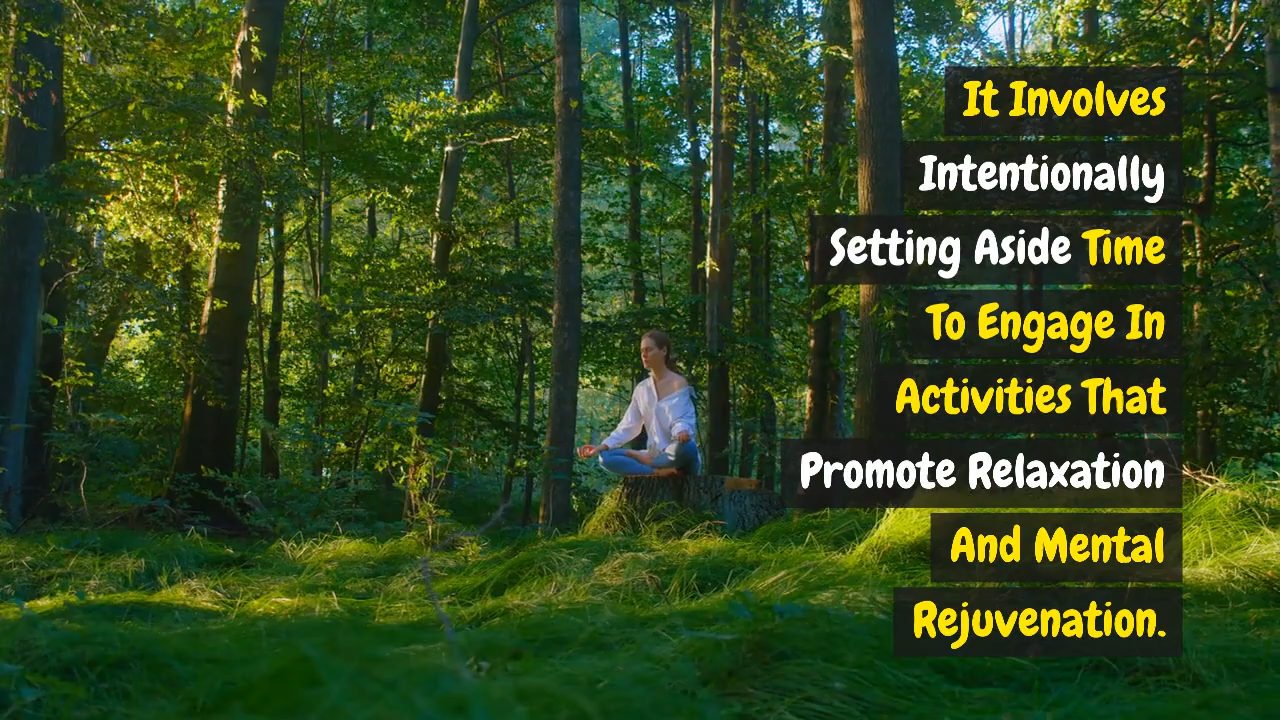 It Involves
Intentionally
Setting Aside Time
To Engage In
Activities That
Promote Relaxation
And Mental
Rejuvenation.